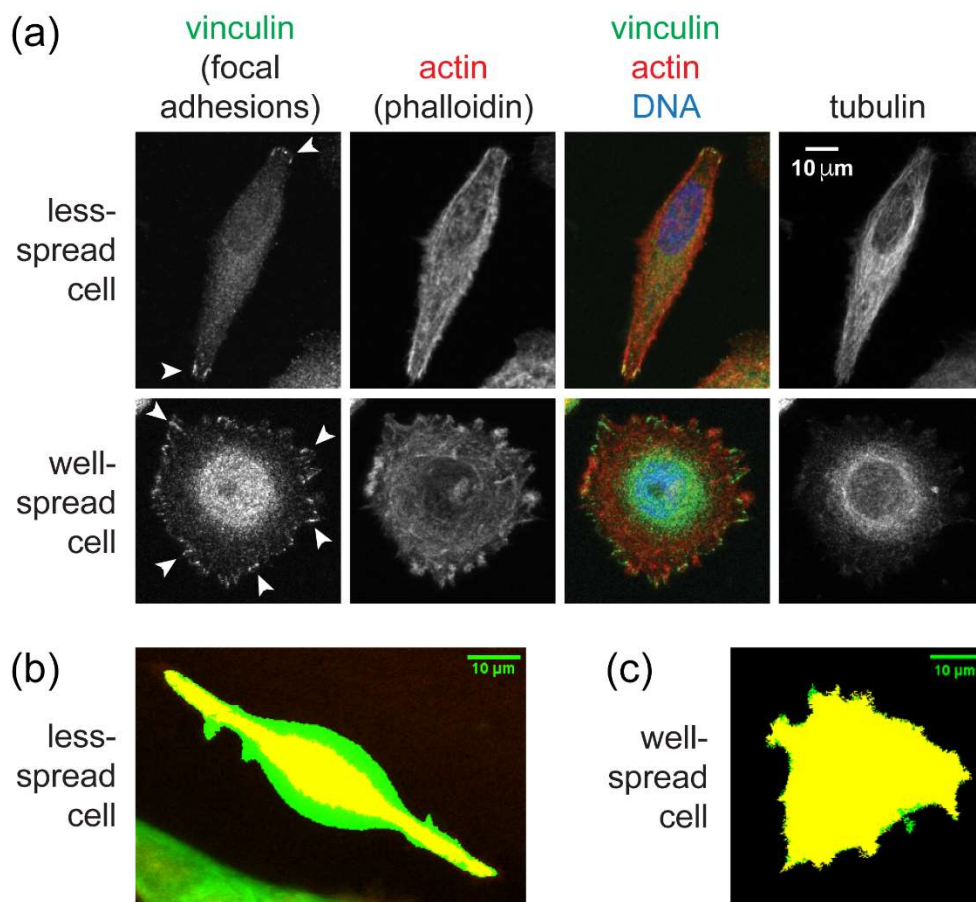 (a)
vinculin
(focal
adhesions)
actin
(phalloidin)
vinculin
actin
DNA
tubulin
less-
spread
cell
10 µm
well-
spread
cell
(b)
less-
spread
cell
10 µm
(c)
well-
spread
cell
10 µm